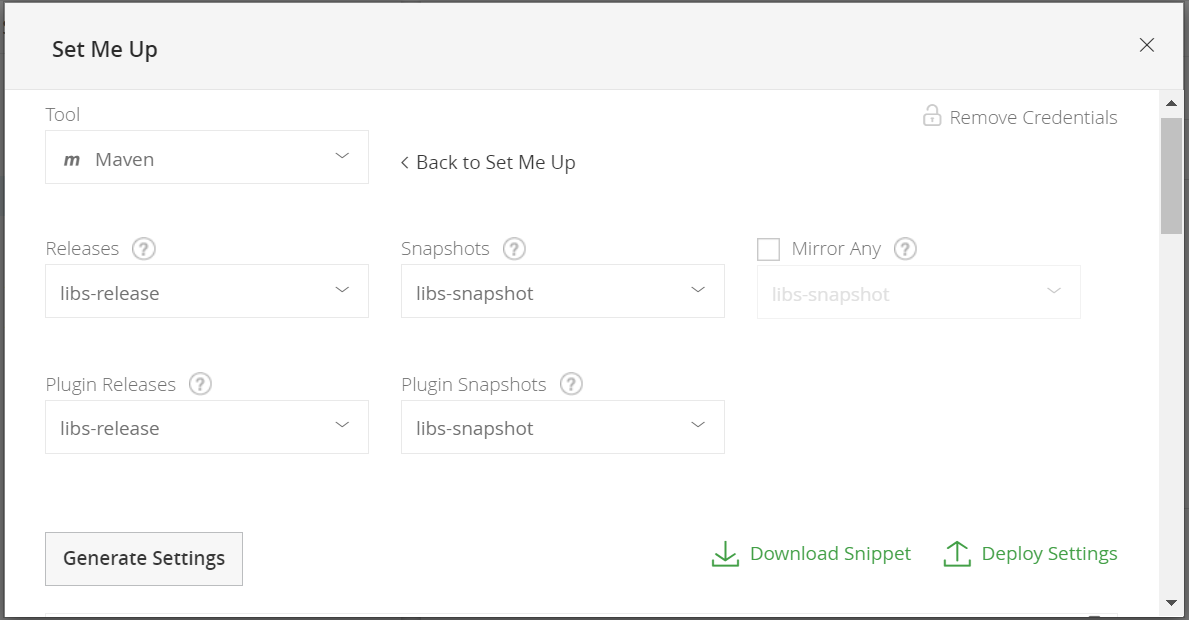 Set Me Up
Tool
Remove Credentials
m Maven
< Back to Set Me Up
Releases ?
Snapshots ?
Mirror Any ?
libs-release
libs-snapshot
libs-snapshot
Plugin Releases ?
Plugin Snapshots ?
libs-release
libs-snapshot
Generate Settings
Download Snippet
Deploy Settings